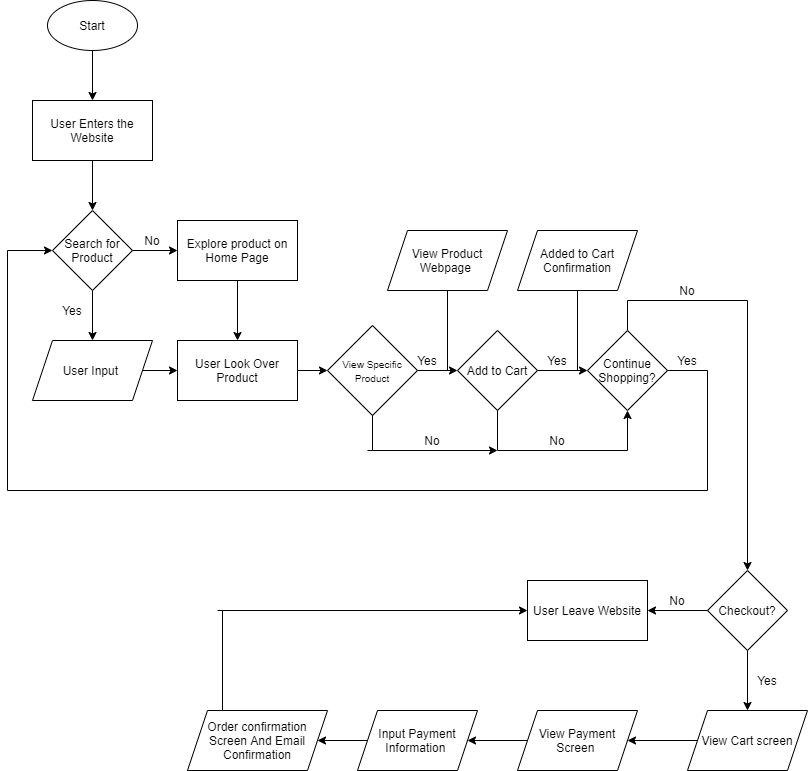 Start
User Enters the
Website
Search for
Product
No
Explore product on
Home Page
View Product
Webpage
Added to Cart
Confirmation
No
Yes
User Input
User Look Over
Product
View Specific
Product
Yes
Add to Cart
Yes
Continue
Shopping?
Yes
No
No
User Leave Website
No
Checkout?
Yes
Order confirmation
Screen And Email
Confirmation
Input Payment
Information
View Payment
Screen
View Cart screen